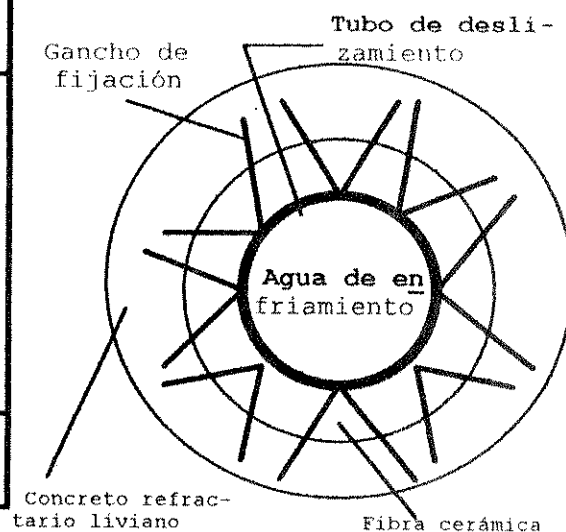 Tubo de desli-
zamiento
Gancho de
fijación
Agua de en
friamiento
Concreto refrac-
tario liviano
Fibra cerámica